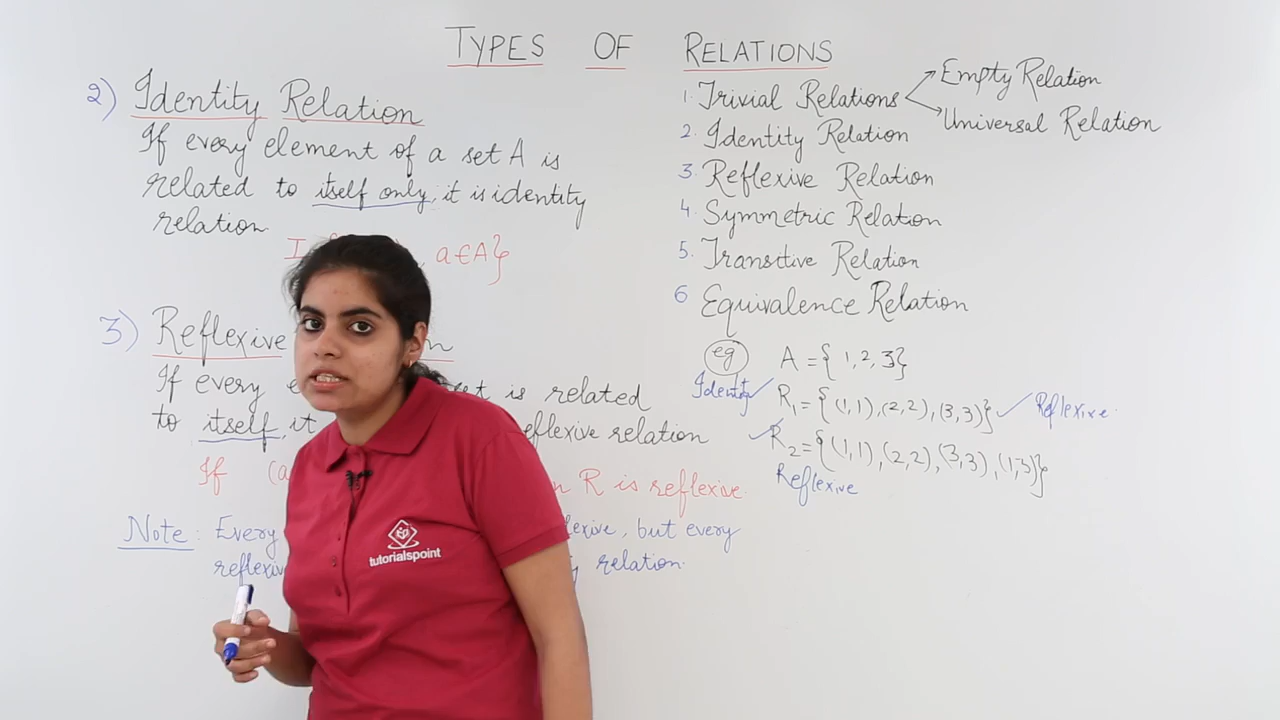 TYPES OF RELATIONS
2) Identity Relation
If every element of a set A is
related to itself only, it is identity
relation
I a ∈ A}
3) Reflexive
If every set is related
to itself, it reflexive relation
If (a R is reflexive.
Note: Every but every
relation.
1. Trivial Relations
Empty Relation
Universal Relation
2. Identity Relation
3. Reflexive Relation
4. Symmetric Relation
5. Transitive Relation
6 Equivalence Relation
eg A = { 1, 2, 3}
Identity ✓ R1 = { (1,1), (2,2), (3,3)} ✓ Reflexive.
✓ R2 = { (1,1), (2,2), (3,3), (1,3)}
Reflexive
tutorialspoint